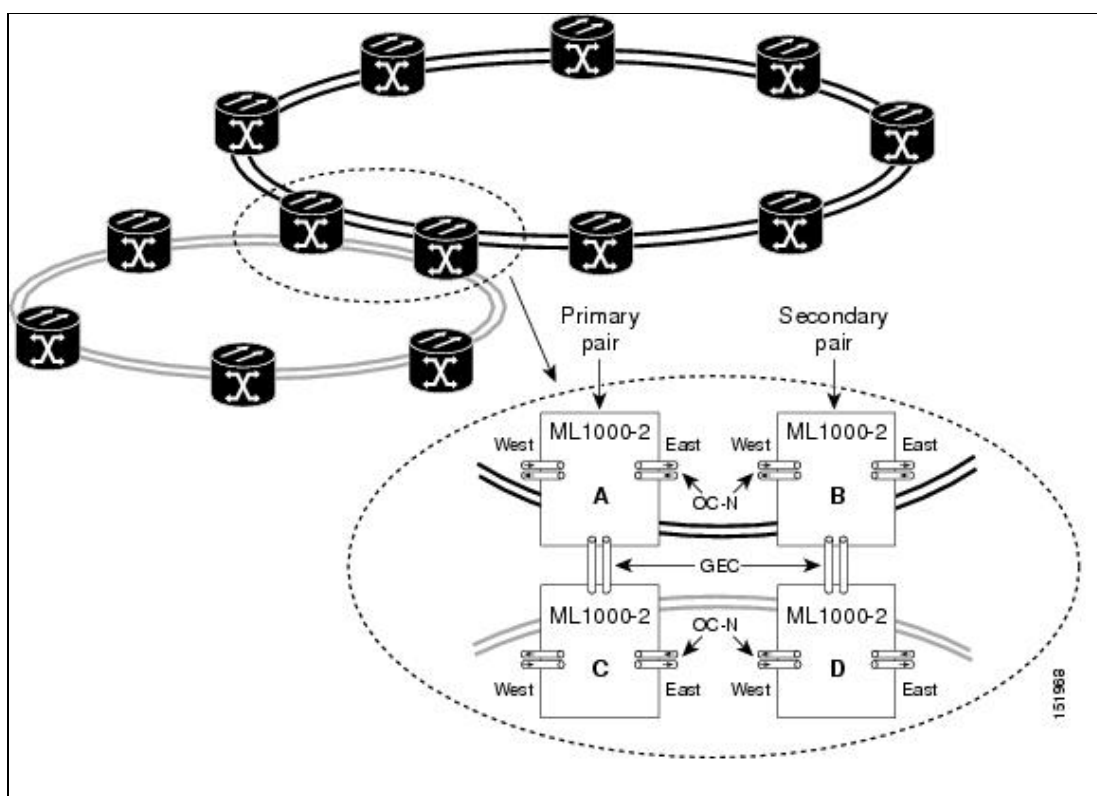 Primary
pair
Secondary
pair
ML1000-2
ML1000-2
West
East
West
East
A
OC-N
B
GEC
ML1000-2
OC-N
ML1000-2
C
D
West
East
West
East
151968